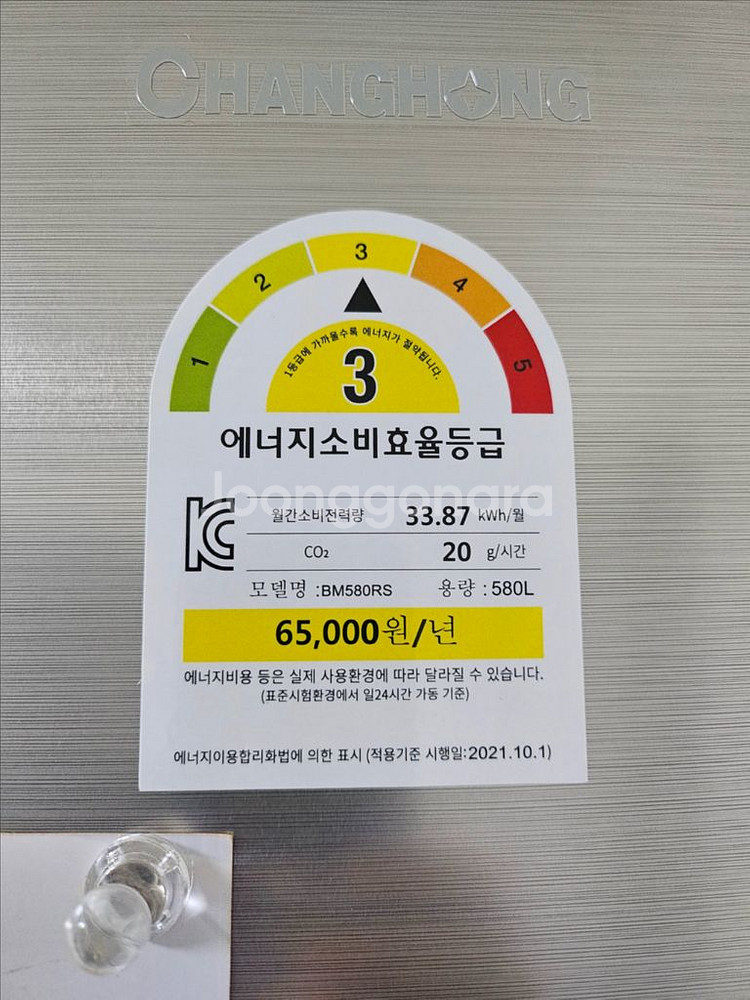 CHANGHONG
1 2 3 4 5
1등급에 가까울수록 에너지가 절약됩니다.
3
에너지소비효율등급
joonggonara
월간소비전력량 33.87 kWh/월
CO₂ 20 g/시간
모델명 :BM580RS 용량 : 580L
65,000원/년
에너지비용 등은 실제 사용환경에 따라 달라질 수 있습니다.
(표준시험환경에서 일24시간 가동 기준)
에너지이용합리화법에 의한 표시 (적용기준 시행일:2021.10.1)